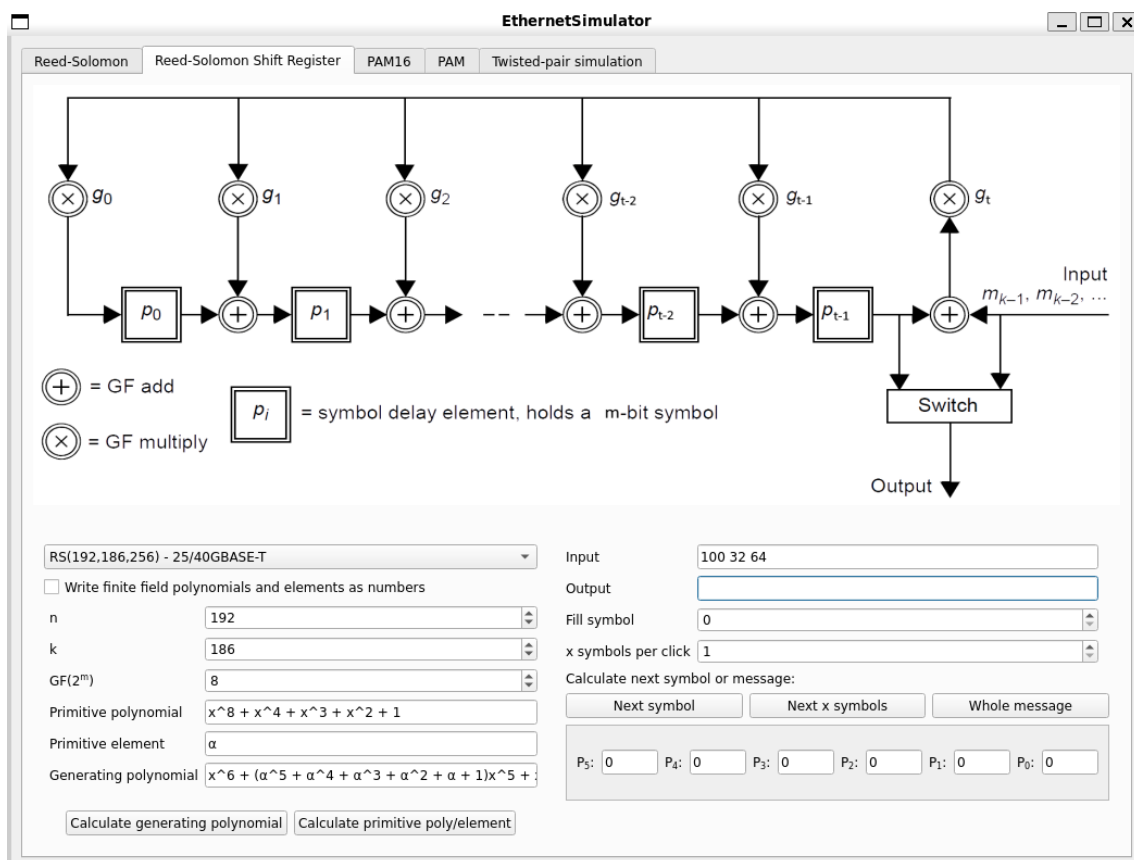 EthernetSimulator
Reed-Solomon
Reed-Solomon Shift Register
PAM16
PAM
Twisted-pair simulation
g₀
g₁
g₂
gₜ₋₂
gₜ₋₁
gₜ
Input
mₖ₋₁, mₖ₋₂, ...
p₀
p₁
pₜ₋₂
pₜ₋₁
= GF add
pᵢ = symbol delay element, holds a m-bit symbol
= GF multiply
Switch
Output
RS(192,186,256) - 25/40GBASE-T
Write finite field polynomials and elements as numbers
n 192
k 186
GF(2ᵐ) 8
Primitive polynomial x^8 + x^4 + x^3 + x^2 + 1
Primitive element α
Generating polynomial x^6 + (α^5 + α^4 + α^3 + α^2 + α + 1)x^5 +
Calculate generating polynomial
Calculate primitive poly/element
Input 100 32 64
Output
Fill symbol 0
x symbols per click 1
Calculate next symbol or message:
Next symbol
Next x symbols
Whole message
P₅: 0 P₄: 0 P₃: 0 P₂: 0 P₁: 0 P₀: 0